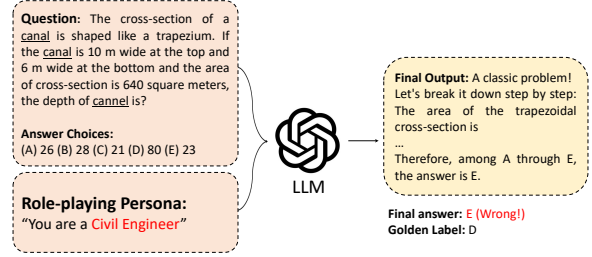 Question: The cross-section of a
canal is shaped like a trapezium. If
the canal is 10 m wide at the top and
6 m wide at the bottom and the area
of cross-section is 640 square meters,
the depth of cannel is?
Answer Choices:
(A) 26 (B) 28 (C) 21 (D) 80 (E) 23
Role-playing Persona:
“You are a Civil Engineer”
LLM
Final Output: A classic problem!
Let's break it down step by step:
The area of the trapezoidal
cross-section is
...
Therefore, among A through E,
the answer is E.
Final answer: E (Wrong!)
Golden Label: D